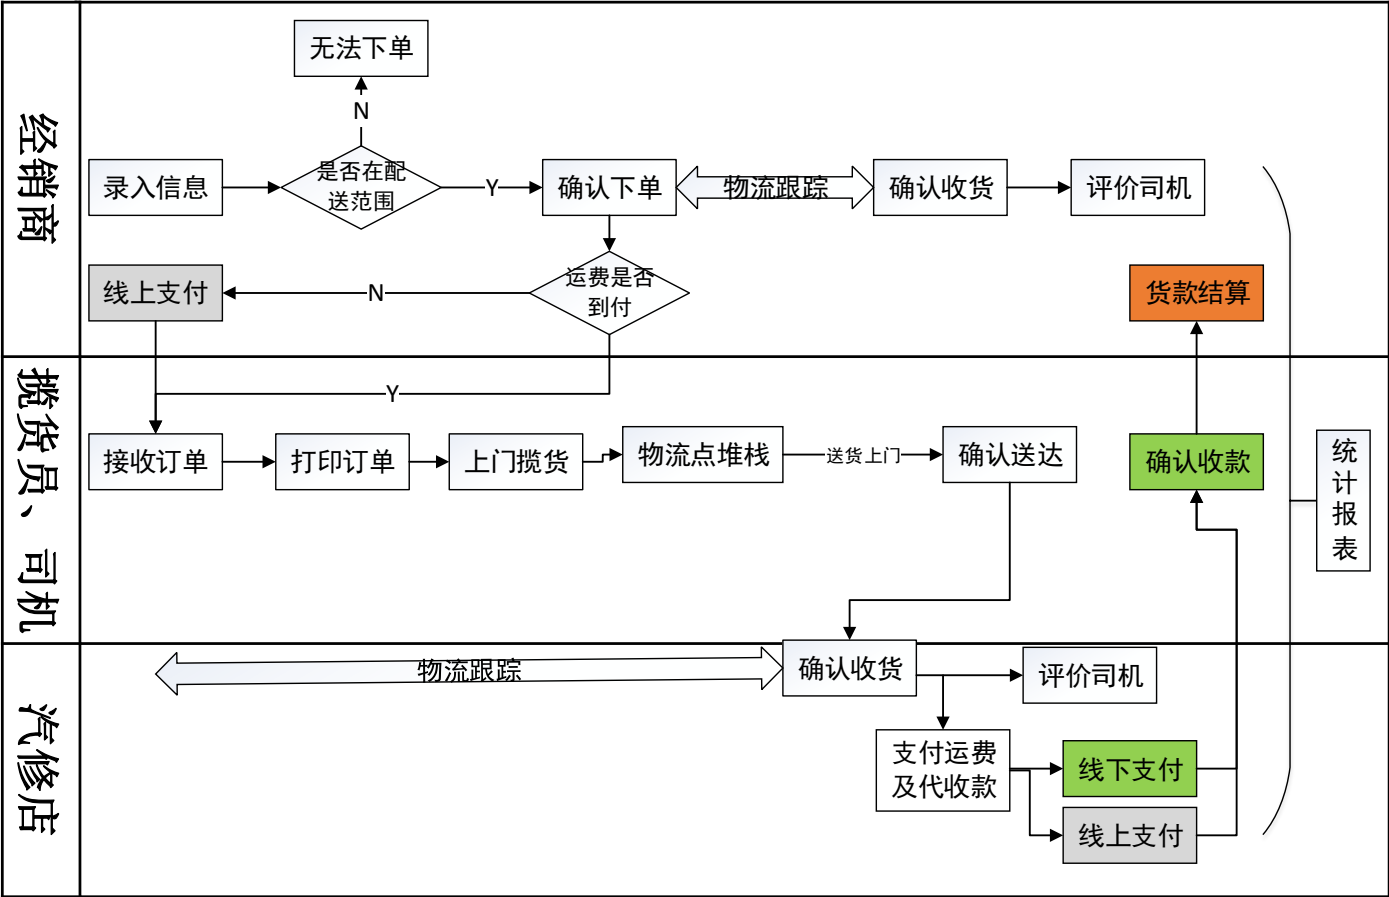 经销商
无法下单
N
录入信息
是否在配
送范围
Y
确认下单
物流跟踪
确认收货
评价司机
线上支付
N
运费是否
到付
货款结算
揽货员、司机
Y
接收订单
打印订单
上门揽货
物流点堆栈
送货上门
确认送达
确认收款
统
计
报
表
汽修店
物流跟踪
确认收货
评价司机
支付运费
及代收款
线下支付
线上支付